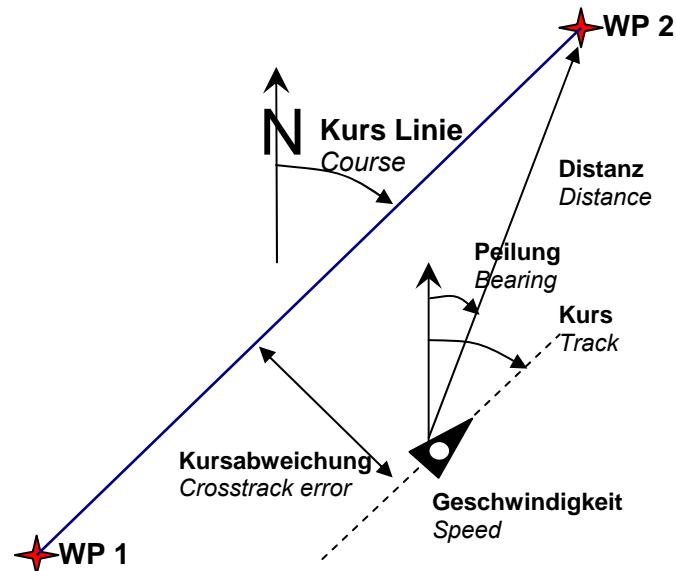 WP 2
N
Kurs Linie
Course
Distanz
Distance
Peilung
Bearing
Kurs
Track
Kursabweichung
Crosstrack error
Geschwindigkeit
Speed
WP 1